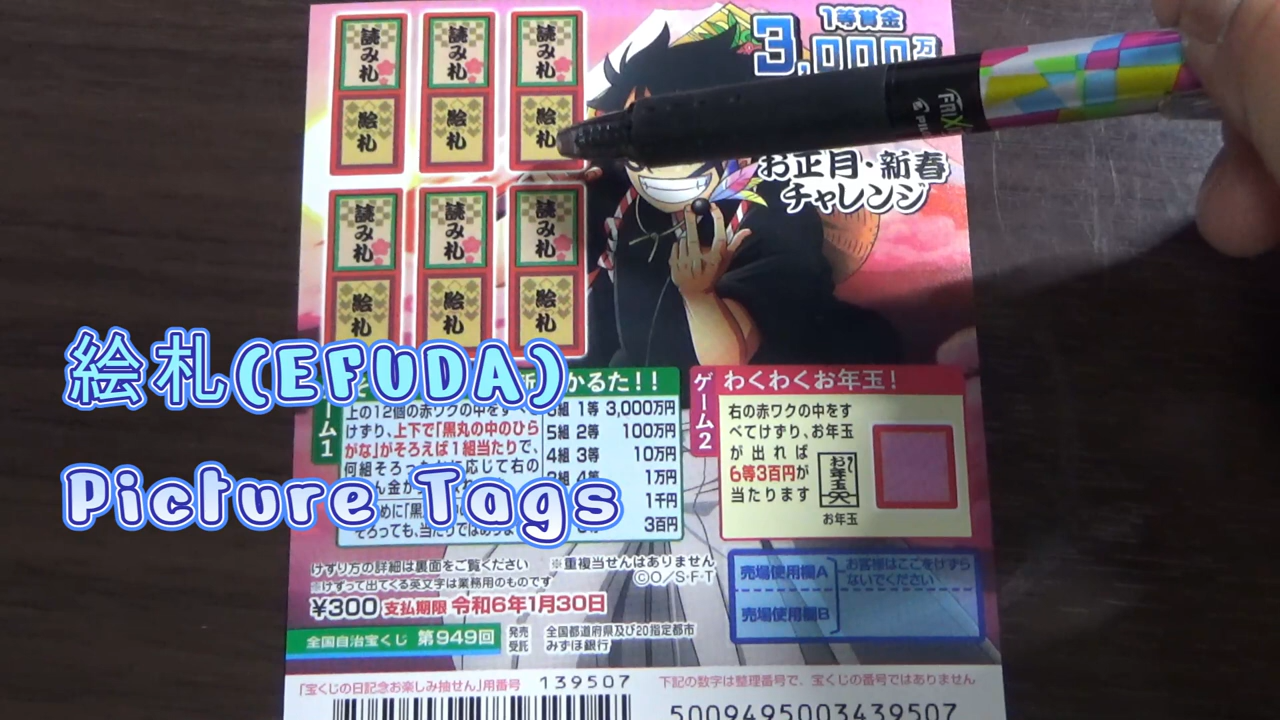 1等賞金
3,000万
読み札 読み札 読み札
絵札 絵札 絵札
お正月・新春
チャレンジ
読み札 読み札 読み札
絵札 絵札 絵札
絵札(EFUDA)
Picture Tags
かるた!!
上の12個の赤ワクの中をすべて
けずり、上下で「黒丸の中のひら
がな」がそろえば1組当たりで、
1等 3,000万円
5組 2等 100万円
4組 3等 10万円
1万円
1千円
3百円
ゲーム2
わくわくお年玉!
右の赤ワクの中をす
べてけずり、お年玉
が出れば
6等3百円が
当たります
お年玉
お年玉
けずり方の詳細は裏面をご覧ください ※重複当せんはありません
※けずって出てくる英文字は業務用のものです ©O/S・F・T
¥300 支払期限 令和6年1月30日
売場使用欄A お客様はここをけずら
ないでください
売場使用欄B
全国自治宝くじ 第949回
発売 全国都道府県及び20指定都市
受託 みずほ銀行
「宝くじの日記念お楽しみ抽せん」用番号 139507
下記の数字は整理番号で、宝くじの番号ではありません
5009495003439507